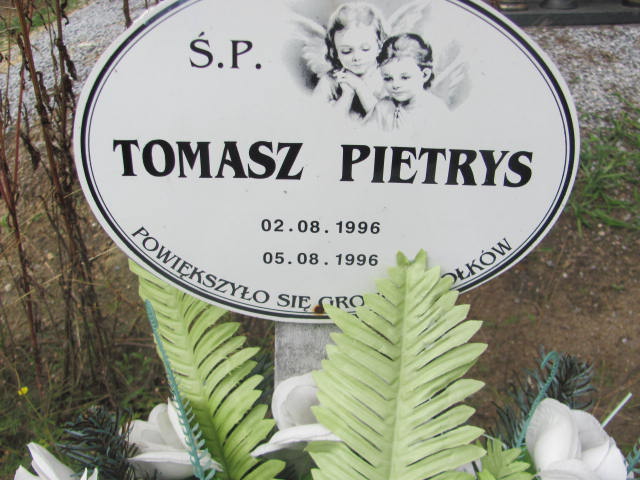 Ś.P.
TOMASZ PIETRYS
02.08.1996
05.08.1996
POWIĘKSZYŁO SIĘ